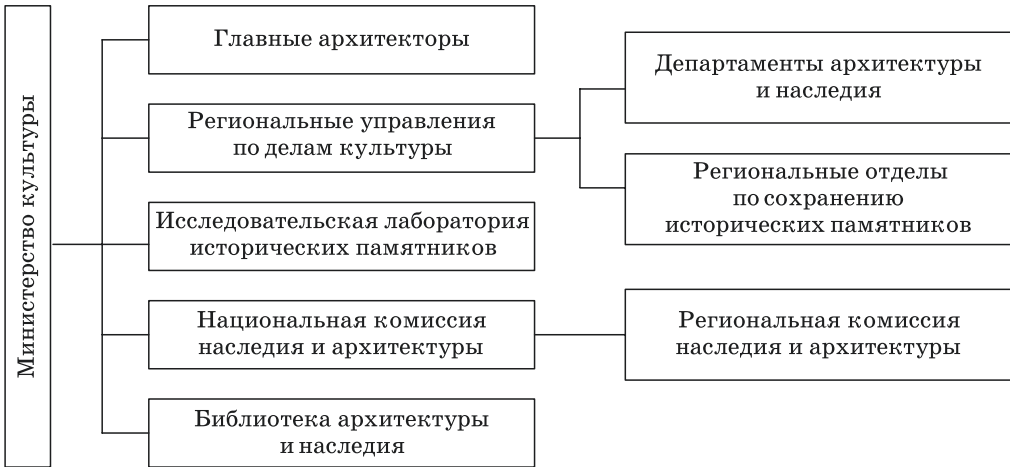 Министерство культуры
Главные архитекторы
Региональные управления
по делам культуры
Исследовательская лаборатория
исторических памятников
Национальная комиссия
наследия и архитектуры
Библиотека архитектуры
и наследия
Департаменты архитектуры
и наследия
Региональные отделы
по сохранению
исторических памятников
Региональная комиссия
наследия и архитектуры